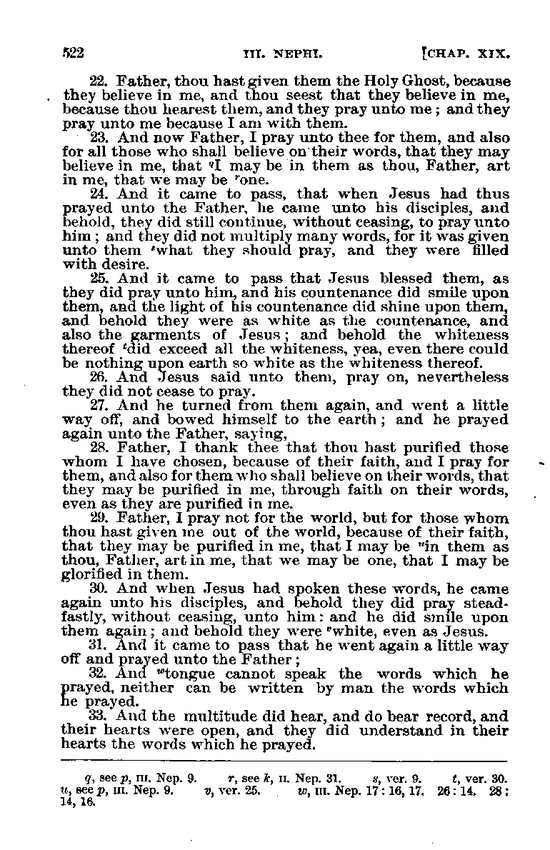 522 III. NEPHI. [CHAP. XIX.
22. Father, thou hast given them the Holy Ghost, because
they believe in me, and thou seest that they believe in me,
because thou hearest them, and they pray unto me; and they
pray unto me because I am with them.
23. And now Father, I pray unto thee for them, and also
for all those who shall believe on their words, that they may
believe in me, that qI may be in them as thou, Father, art
in me, that we may be rone.
24. And it came to pass, that when Jesus had thus
prayed unto the Father, he came unto his disciples, and
behold, they did still continue, without ceasing, to pray unto
him; and they did not multiply many words, for it was given
unto them swhat they should pray, and they were filled
with desire.
25. And it came to pass that Jesus blessed them, as
they did pray unto him, and his countenance did smile upon
them, and the light of his countenance did shine upon them,
and behold they were as white as the countenance, and
also the garments of Jesus; and behold the whiteness
thereof tdid exceed all the whiteness, yea, even there could
be nothing upon earth so white as the whiteness thereof.
26. And Jesus said unto them, pray on, nevertheless
they did not cease to pray.
27. And he turned from them again, and went a little
way off, and bowed himself to the earth; and he prayed
again unto the Father, saying,
28. Father, I thank thee that thou hast purified those
whom I have chosen, because of their faith, and I pray for
them, and also for them who shall believe on their words, that
they may be purified in me, through faith on their words,
even as they are purified in me.
29. Father, I pray not for the world, but for those whom
thou hast given me out of the world, because of their faith,
that they may be purified in me, that I may be uin them as
thou, Father, art in me, that we may be one, that I may be
glorified in them.
30. And when Jesus had spoken these words, he came
again unto his disciples, and behold they did pray stead-
fastly, without ceasing, unto him: and he did smile upon
them again; and behold they were vwhite, even as Jesus.
31. And it came to pass that he went again a little way
off and prayed unto the Father;
32. And wtongue cannot speak the words which he
prayed, neither can be written by man the words which
he prayed.
33. And the multitude did hear, and do bear record, and
their hearts were open, and they did understand in their
hearts the words which he prayed.
q, see p, III. Nep. 9. r, see k, II. Nep. 31. s, ver. 9. t, ver. 30.
u, see p, III. Nep. 9. v, ver. 25. w, III. Nep. 17:16, 17. 26:14. 28:
14, 16.